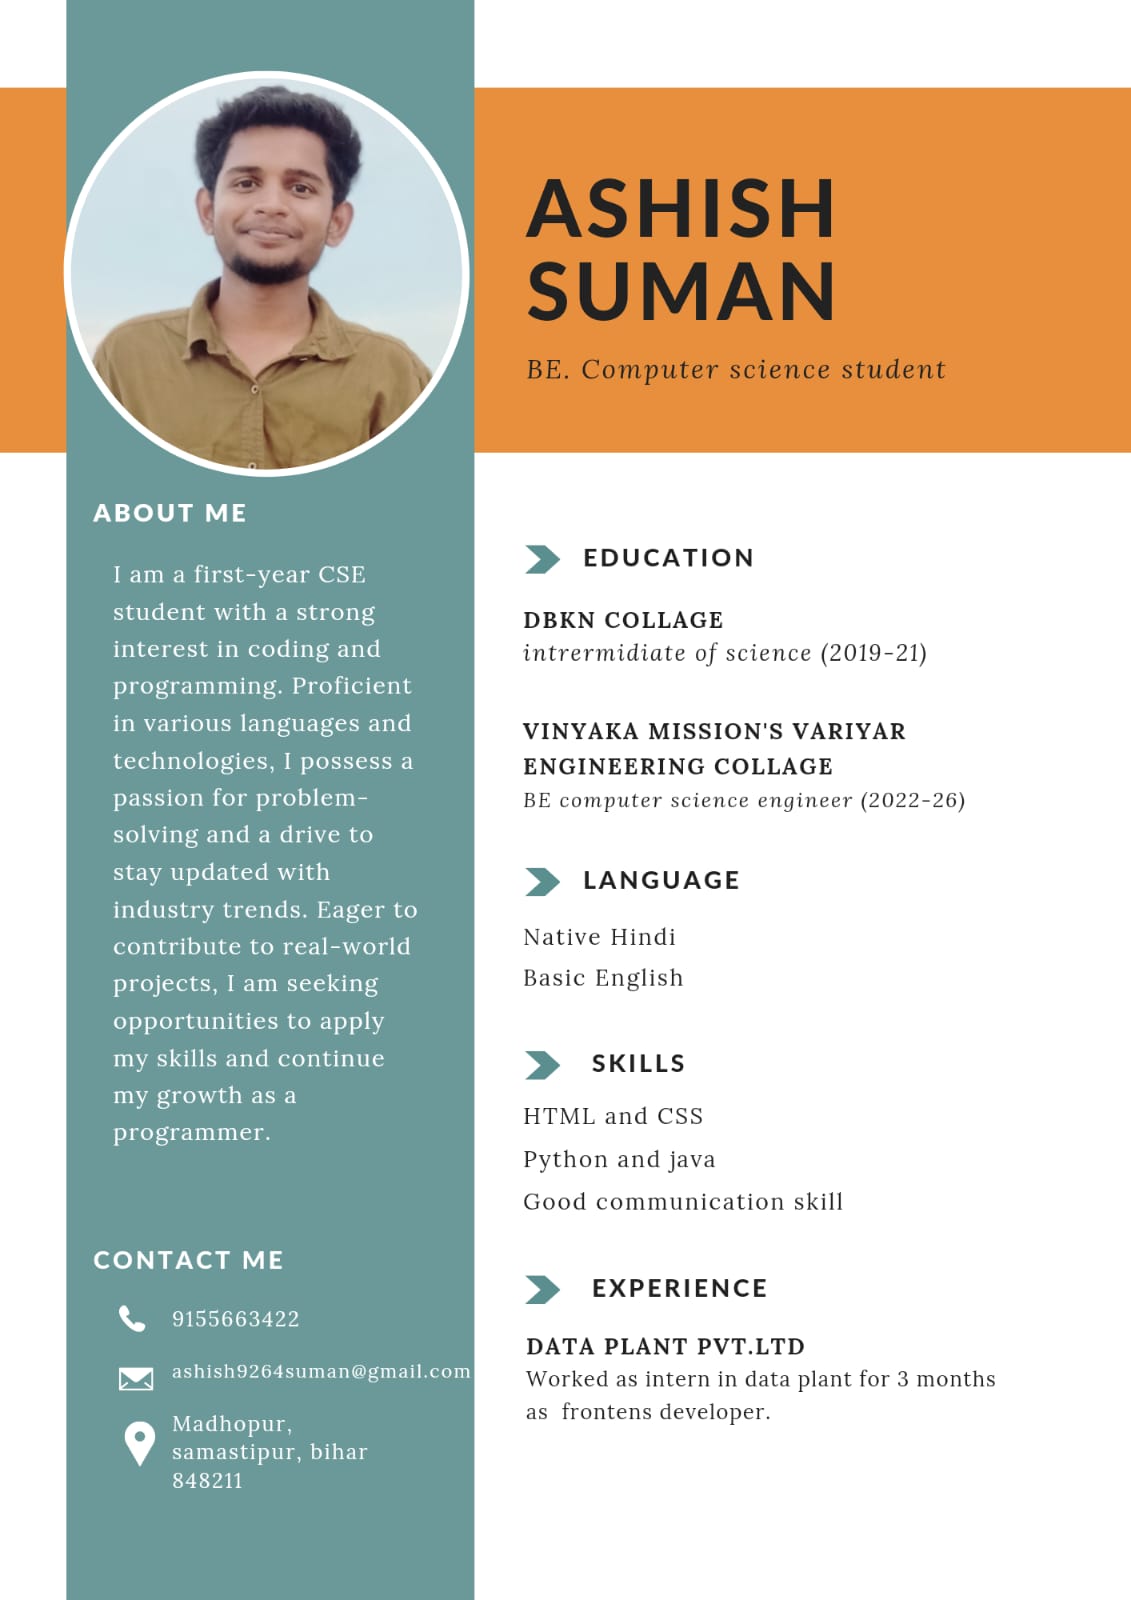 ASHISH
SUMAN
BE. Computer science student
ABOUT ME
I am a first-year CSE
student with a strong
interest in coding and
programming. Proficient
in various languages and
technologies, I possess a
passion for problem-
solving and a drive to
stay updated with
industry trends. Eager to
contribute to real-world
projects, I am seeking
opportunities to apply
my skills and continue
my growth as a
programmer.
CONTACT ME
9155663422
ashish9264suman@gmail.com
Madhopur,
samastipur, bihar
848211
EDUCATION
DBKN COLLAGE
intrermidiate of science (2019-21)
VINYAKA MISSION'S VARIYAR
ENGINEERING COLLAGE
BE computer science engineer (2022-26)
LANGUAGE
Native Hindi
Basic English
SKILLS
HTML and CSS
Python and java
Good communication skill
EXPERIENCE
DATA PLANT PVT.LTD
Worked as intern in data plant for 3 months
as  frontens developer.